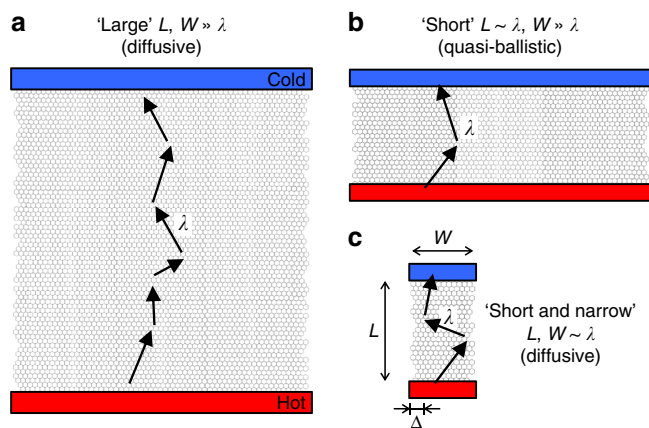 a
'Large' L, W » λ
(diffusive)
Cold
λ
Hot
b
'Short' L ~ λ, W » λ
(quasi-ballistic)
λ
c
W
L
λ
Δ
'Short and narrow'
L, W ~ λ
(diffusive)